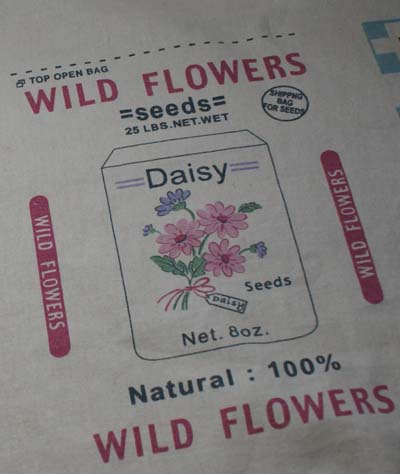 TOP OPEN BAG
WILD FLOWERS
=seeds=
25 LBS.NET.WET
SHIPPNG
BAG
FOR SEEDS
Daisy
WILD FLOWERS
WILD FLOWERS
Daisy
Seeds
Net. 8oz.
Natural : 100%
WILD FLOWERS